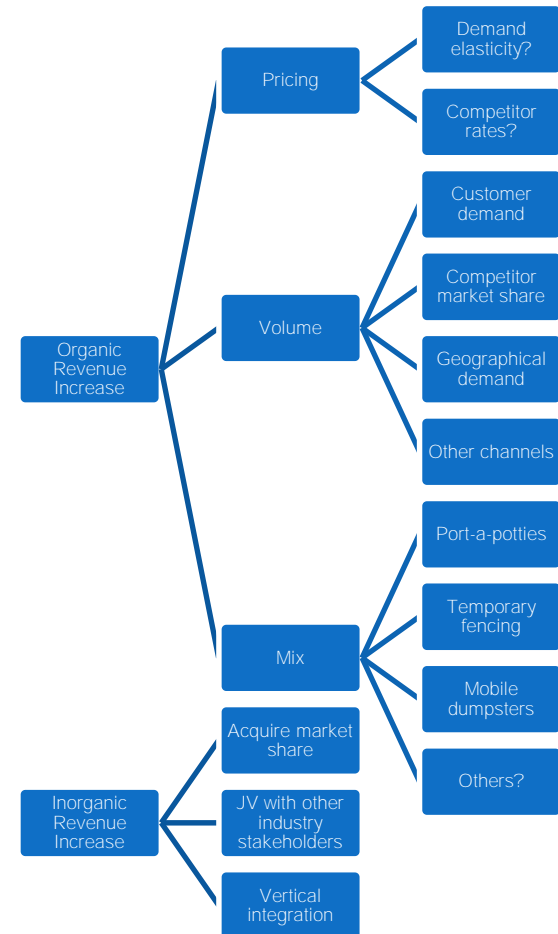 Organic
Revenue
Increase
Pricing
Demand
elasticity?
Competitor
rates?
Volume
Customer
demand
Competitor
market share
Geographical
demand
Other channels
Mix
Port-a-potties
Temporary
fencing
Mobile
dumpsters
Others?
Inorganic
Revenue
Increase
Acquire market
share
JV with other
industry
stakeholders
Vertical
integration